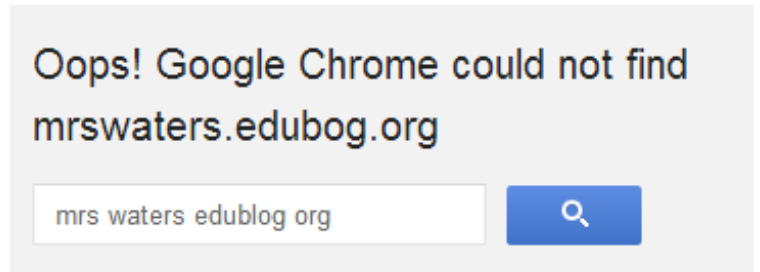 Oops! Google Chrome could not find
mrswaters.edubog.org
mrs waters edublog org